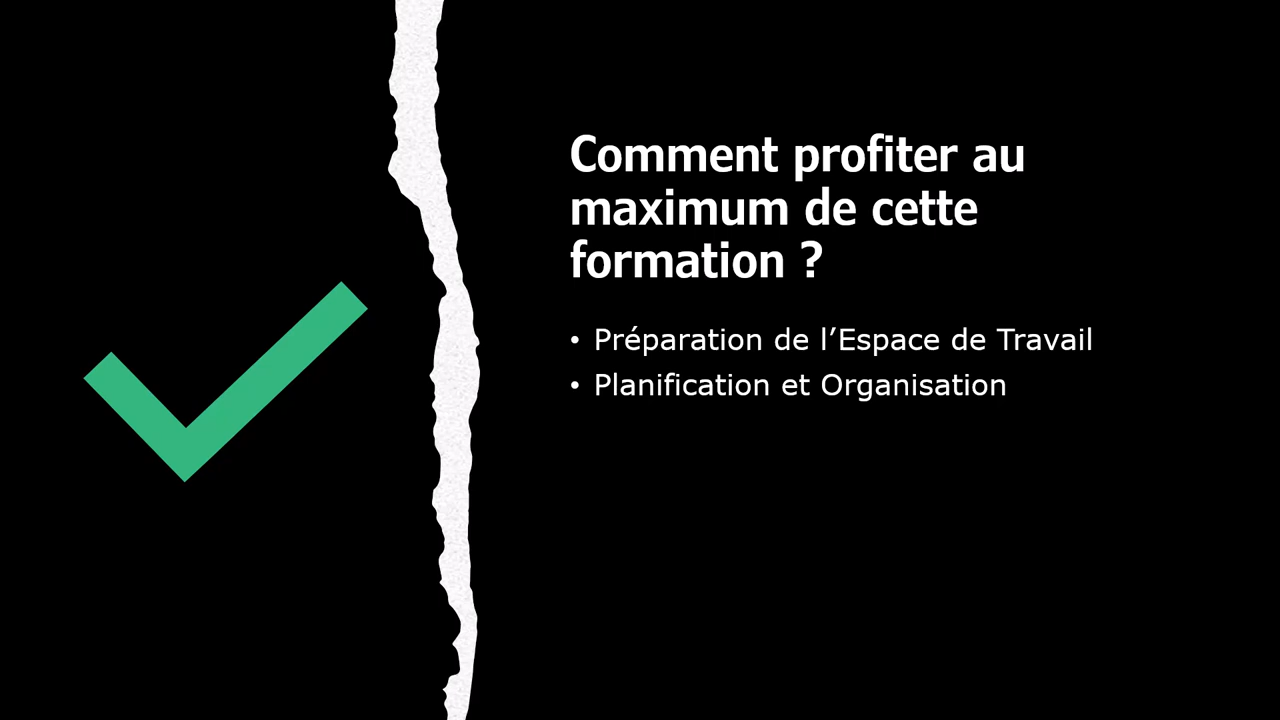 Comment profiter au
maximum de cette
formation ?
• Préparation de l’Espace de Travail
• Planification et Organisation